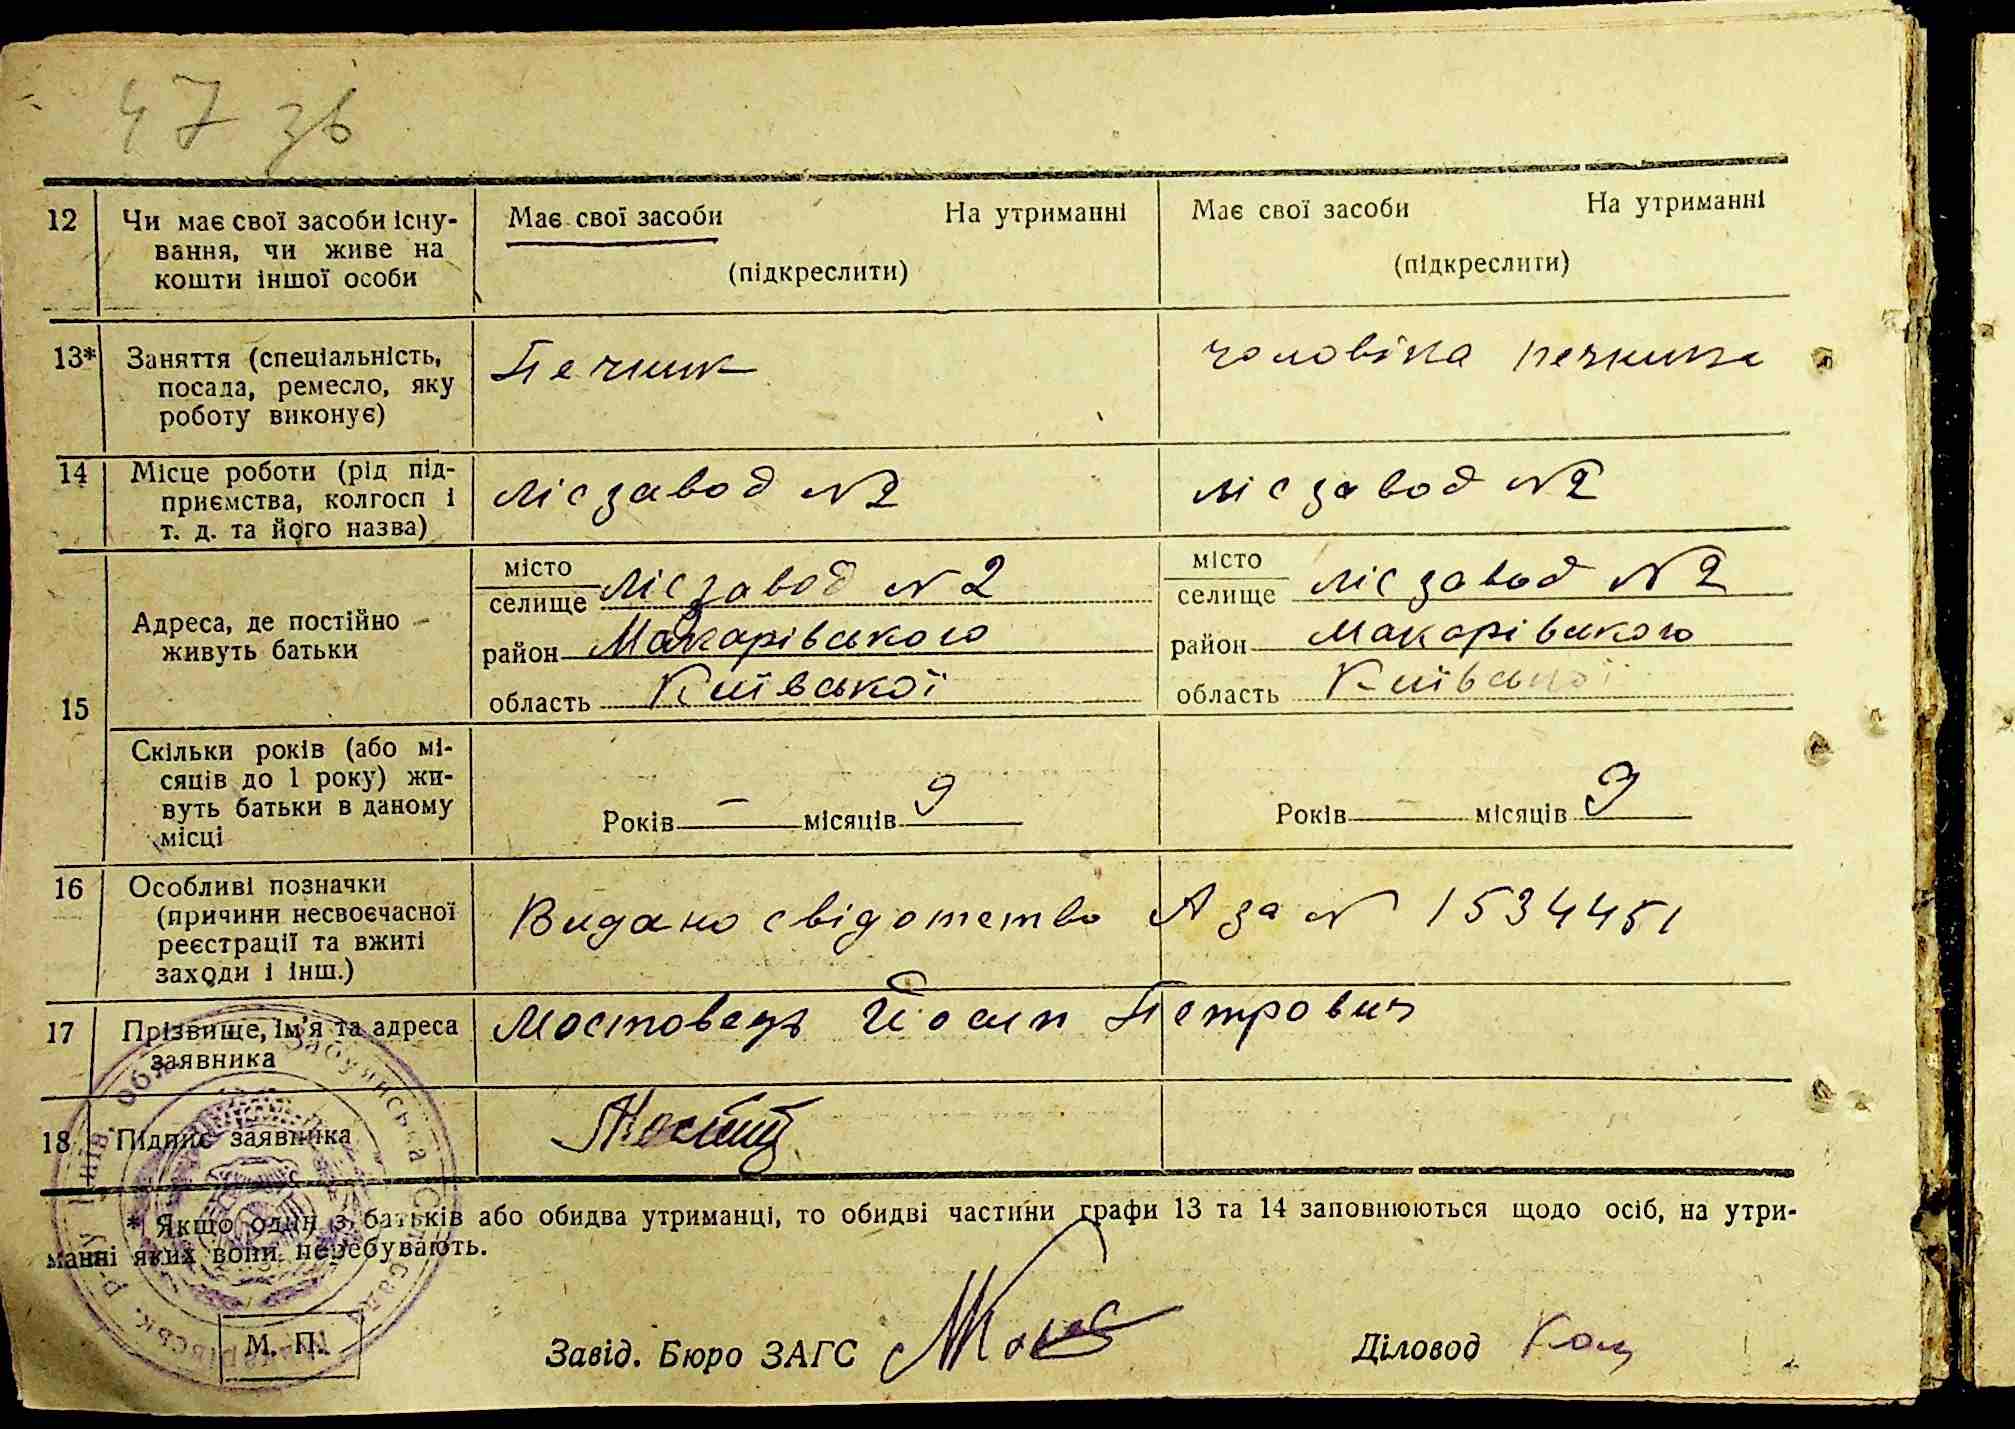 47 зв
12 Чи має свої засоби існу- Має свої засоби На утриманні Має свої засоби На утриманні
вання, чи живе на
кошти іншої особи (підкреслити) (підкреслити)
13* Заняття (спеціальність, Печник чоловіка печника
посада, ремесло, яку
роботу виконує)
14 Місце роботи (рід під- Лісзавод №2 Лісзавод №2
приємства, колгосп і
т. д. та його назва)
15 Адреса, де постійно
живуть батьки
місто
селище Лісзавод №2
район Макарівського
область Київської
місто
селище Лісзавод №2
район Макарівського
область Київської
Скільки років (або мі-
сяців до 1 року) жи-
вуть батьки в даному
місці
Років — місяців 9 Років — місяців 9
16 Особливі позначки
(причини несвоєчасної
реєстрації та вжиті
заходи і інш.)
Видано свідотство А за № 1534451
17 Прізвище, ім'я та адреса Мостовець Йосип Петрович
заявника
18 Підпис заявника
* Якщо один з батьків або обидва утриманці, то обидві частини графи 13 та 14 заповнюються щодо осіб, на утри-
манні яких вони перебувають.
М. П.
Завід. Бюро ЗАГС Діловод